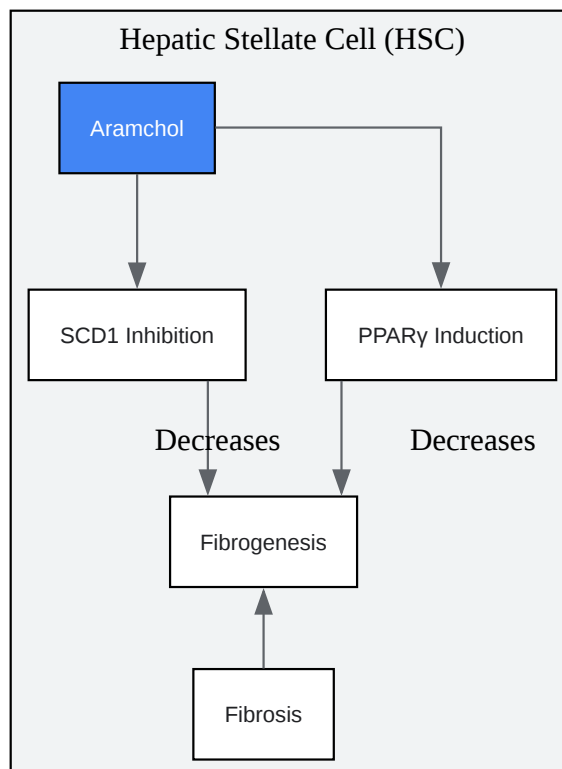 Hepatic Stellate Cell (HSC)
Aramchol
SCD1 Inhibition
PPARγ Induction
Decreases
Decreases
Fibrogenesis
Fibrosis